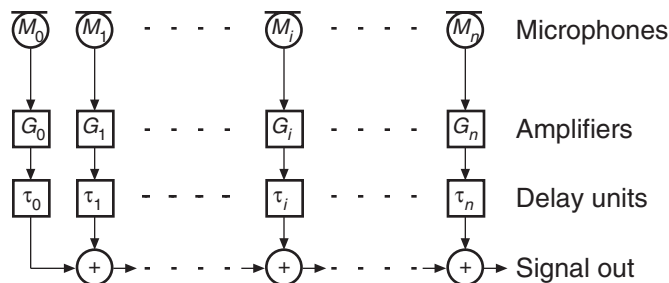 M₀ M₁ - - - - Mᵢ - - - - Mₙ Microphones
G₀ G₁ - - - - Gᵢ - - - - Gₙ Amplifiers
τ₀ τ₁ - - - - τᵢ - - - - τₙ Delay units
+ - - - - + - - - - + Signal out